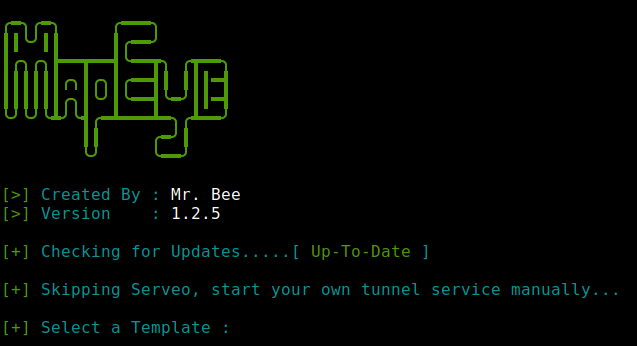 MapEye
[>] Created By : Mr. Bee
[>] Version    : 1.2.5
[+] Checking for Updates.....[ Up-To-Date ]
[+] Skipping Serveo, start your own tunnel service manually...
[+] Select a Template :